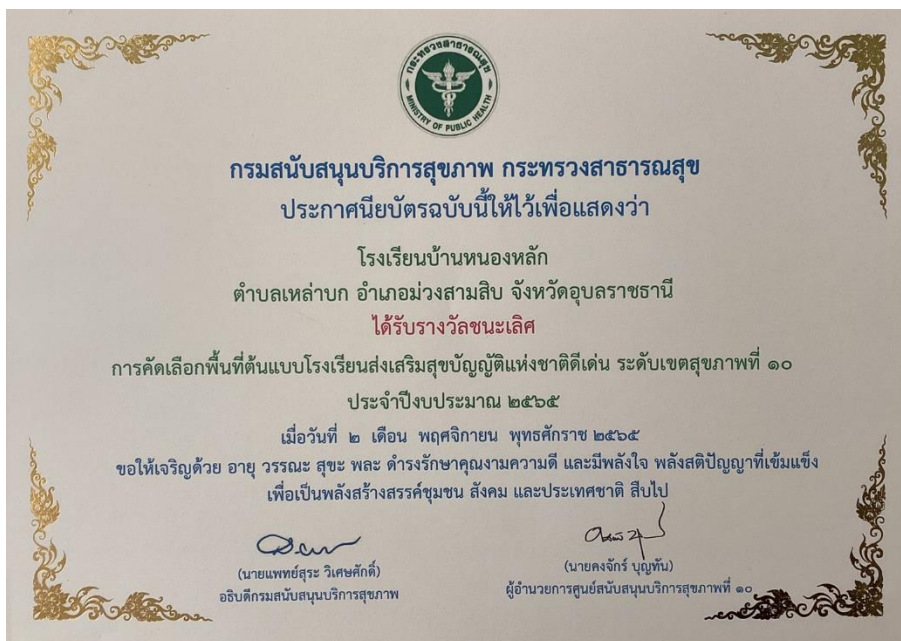 กระทรวงสาธารณสุข
MINISTRY OF PUBLIC HEALTH
กรมสนับสนุนบริการสุขภาพ กระทรวงสาธารณสุข
ประกาศนียบัตรฉบับนี้ให้ไว้เพื่อแสดงว่า
โรงเรียนบ้านหนองหลัก
ตำบลเหล่าบก อำเภอม่วงสามสิบ จังหวัดอุบลราชธานี
ได้รับรางวัลชนะเลิศ
การคัดเลือกพื้นที่ต้นแบบโรงเรียนส่งเสริมสุขบัญญัติแห่งชาติดีเด่น ระดับเขตสุขภาพที่ ๑๐
ประจำปีงบประมาณ ๒๕๖๕
เมื่อวันที่ ๒ เดือน พฤศจิกายน พุทธศักราช ๒๕๖๕
ขอให้เจริญด้วย อายุ วรรณะ สุขะ พละ ดำรงรักษาคุณงามความดี และมีพลังใจ พลังสติปัญญาที่เข้มแข็ง
เพื่อเป็นพลังสร้างสรรค์ชุมชน สังคม และประเทศชาติ สืบไป
(นายแพทย์สุระ วิเศษศักดิ์)
อธิบดีกรมสนับสนุนบริการสุขภาพ
(นายคงจักร์ บุญทัน)
ผู้อำนวยการศูนย์สนับสนุนบริการสุขภาพที่ ๑๐